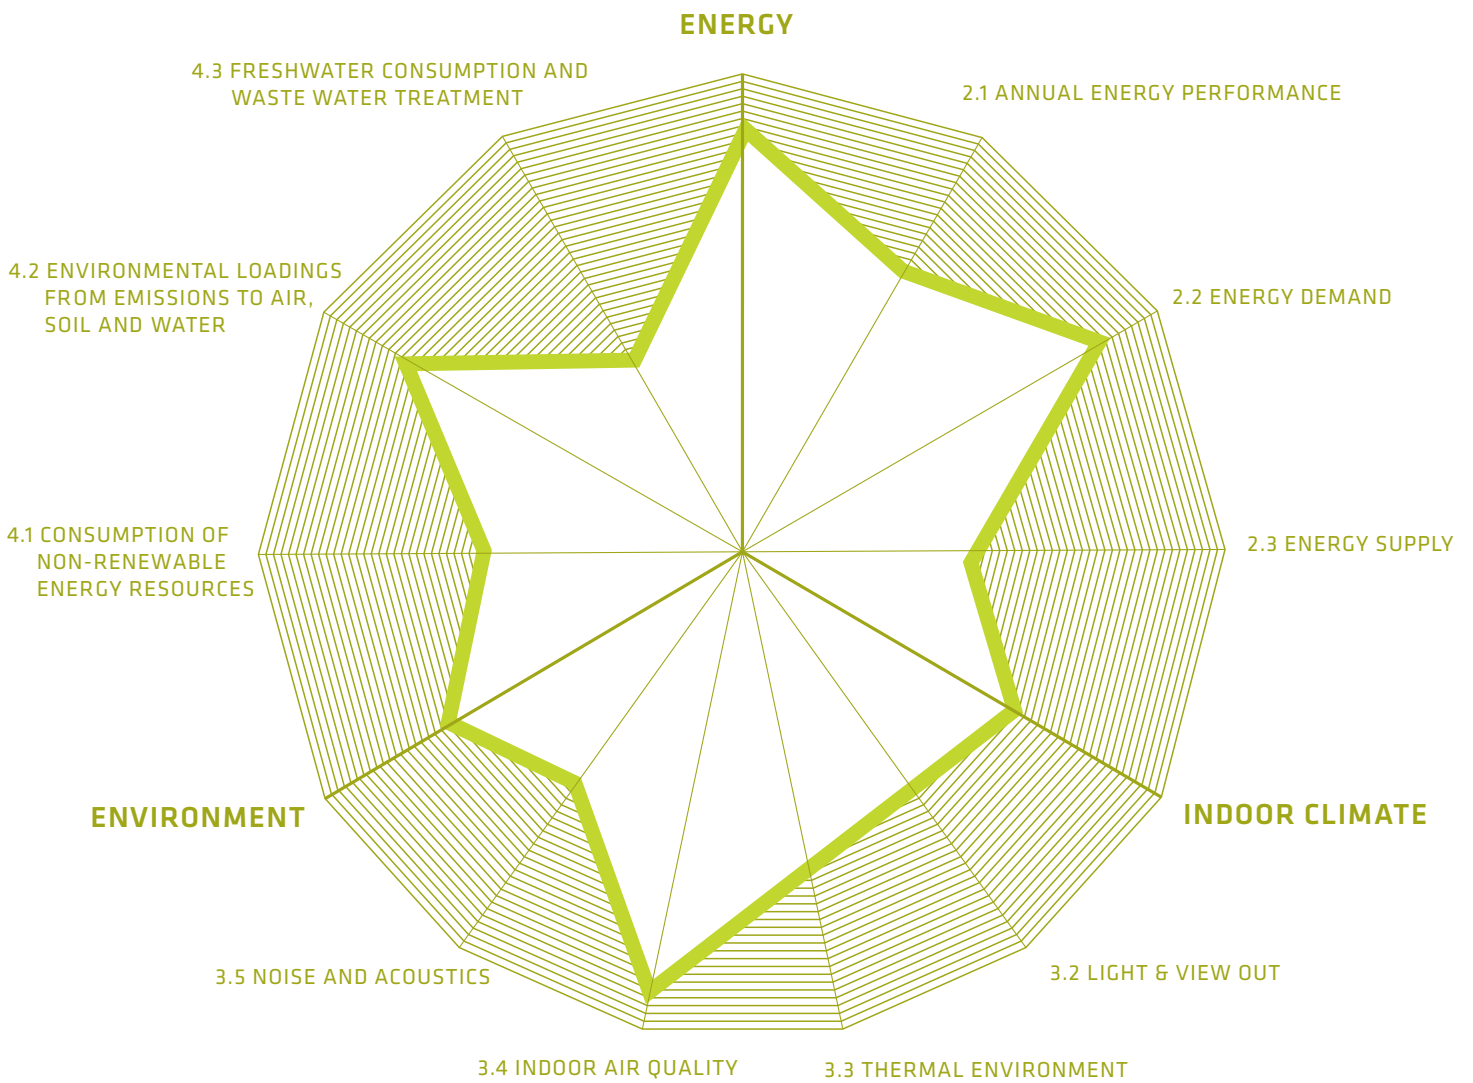 ENERGY
2.1 ANNUAL ENERGY PERFORMANCE
2.2 ENERGY DEMAND
2.3 ENERGY SUPPLY
INDOOR CLIMATE
3.2 LIGHT & VIEW OUT
3.3 THERMAL ENVIRONMENT
3.4 INDOOR AIR QUALITY
3.5 NOISE AND ACOUSTICS
ENVIRONMENT
4.1 CONSUMPTION OF
NON-RENEWABLE
ENERGY RESOURCES
4.2 ENVIRONMENTAL LOADINGS
FROM EMISSIONS TO AIR,
SOIL AND WATER
4.3 FRESHWATER CONSUMPTION AND
WASTE WATER TREATMENT